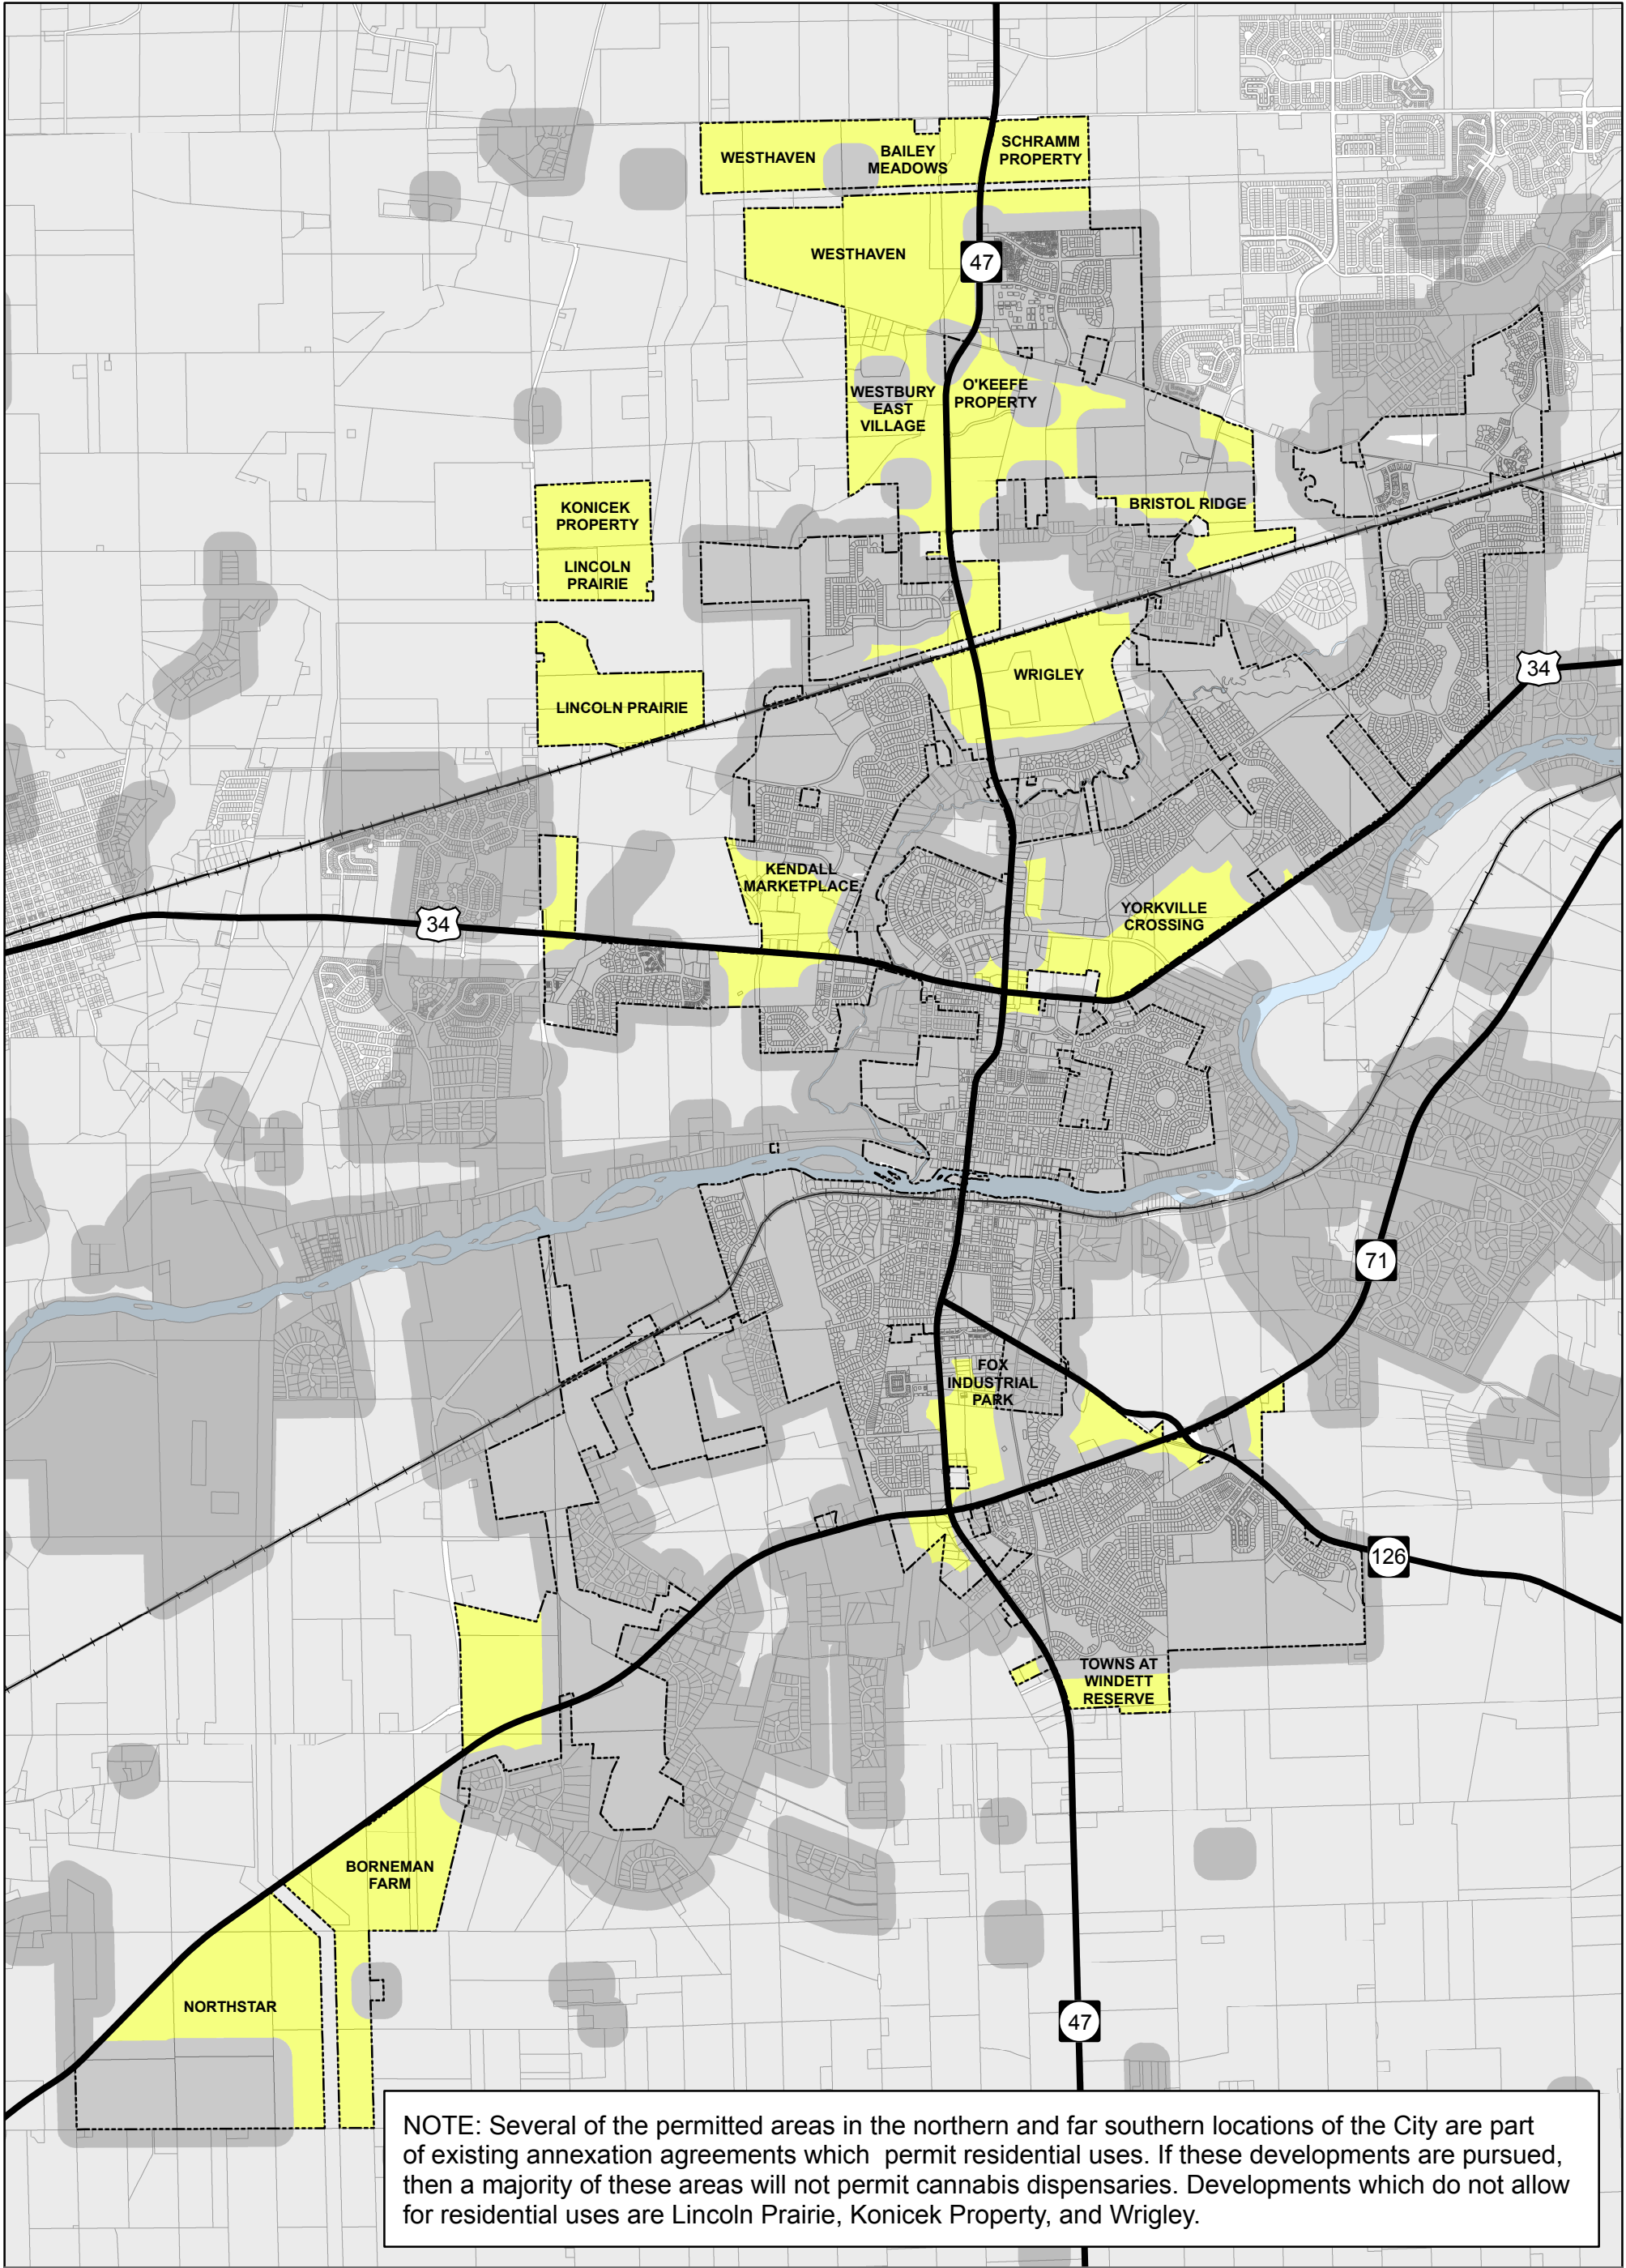 WESTHAVEN
BAILEY
MEADOWS
SCHRAMM
PROPERTY
WESTHAVEN
47
WESTBURY
EAST
VILLAGE
O'KEEFE
PROPERTY
KONICEK
PROPERTY
LINCOLN
PRAIRIE
BRISTOL RIDGE
LINCOLN PRAIRIE
WRIGLEY
34
KENDALL
MARKETPLACE
34
YORKVILLE
CROSSING
71
FOX
INDUSTRIAL
PARK
126
TOWNS AT
WINDETT
RESERVE
BORNEMAN
FARM
NORTHSTAR
47
NOTE: Several of the permitted areas in the northern and far southern locations of the City are part
of existing annexation agreements which  permit residential uses. If these developments are pursued,
then a majority of these areas will not permit cannabis dispensaries. Developments which do not allow
for residential uses are Lincoln Prairie, Konicek Property, and Wrigley.